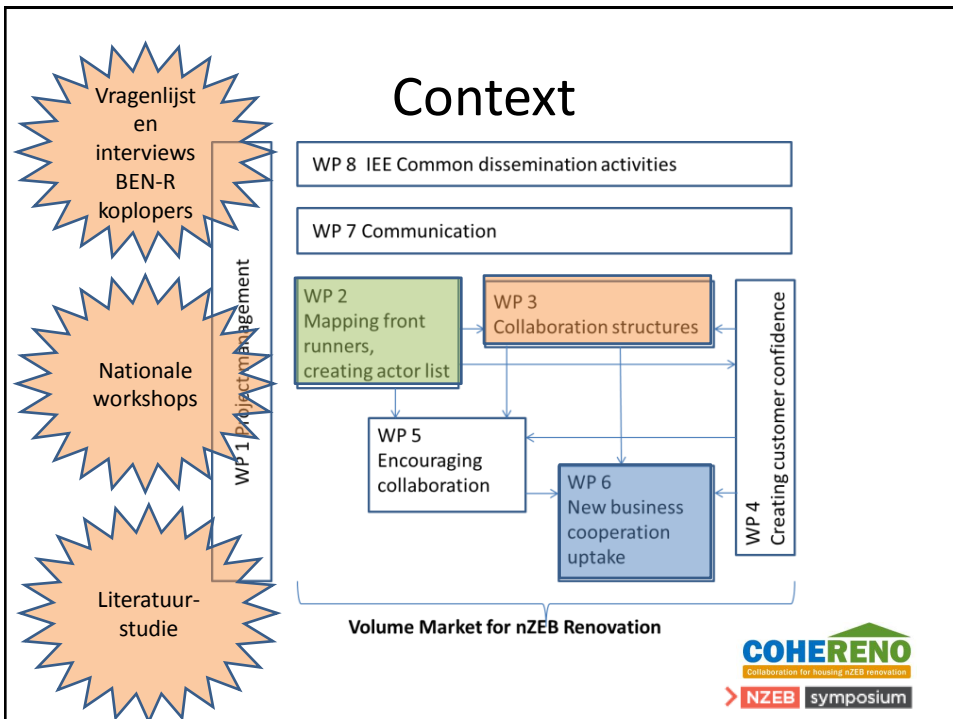 Context
Vragenlijst
en
interviews
BEN-R
koplopers
Nationale
workshops
Literatuur-
studie
WP 1 Project management
WP 8 IEE Common dissemination activities
WP 7 Communication
WP 2
Mapping front
runners,
creating actor list
WP 3
Collaboration structures
WP 5
Encouraging
collaboration
WP 6
New business
cooperation
uptake
WP 4
Creating customer confidence
Volume Market for nZEB Renovation
COHERENO
Collaboration for housing nZEB renovation
NZEB symposium